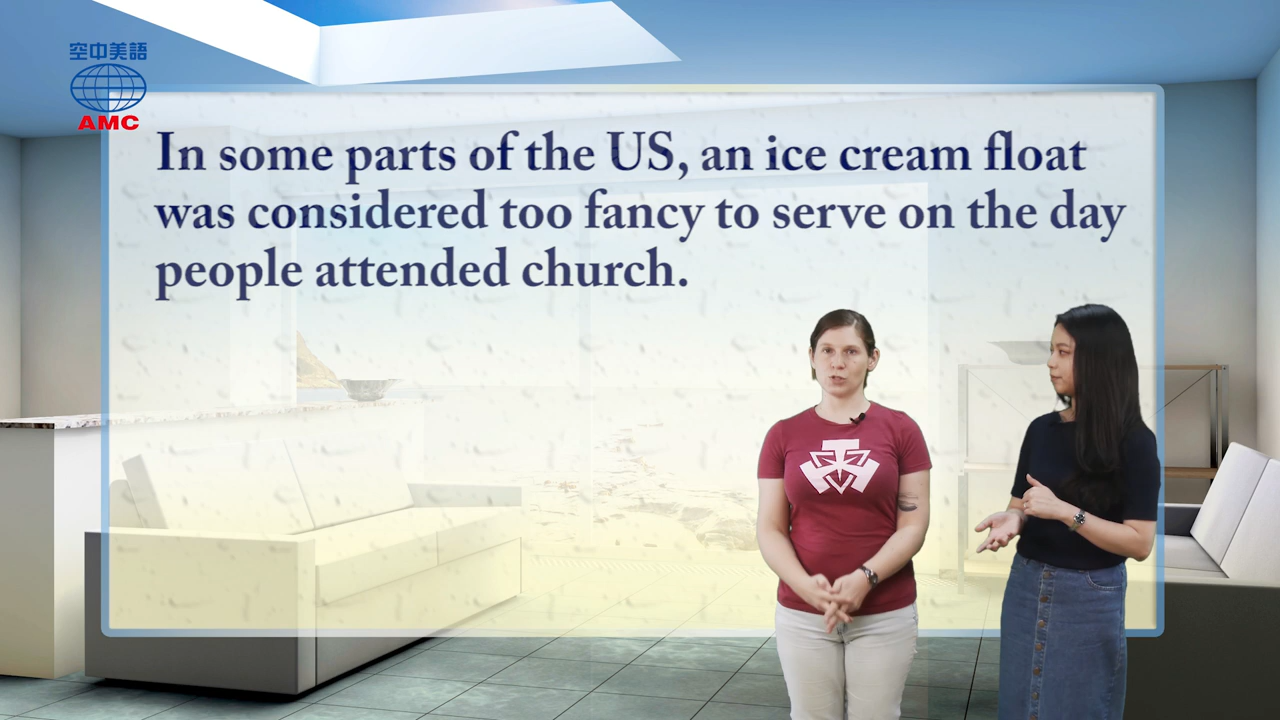 空中美語
AMC
In some parts of the US, an ice cream float
was considered too fancy to serve on the day
people attended church.